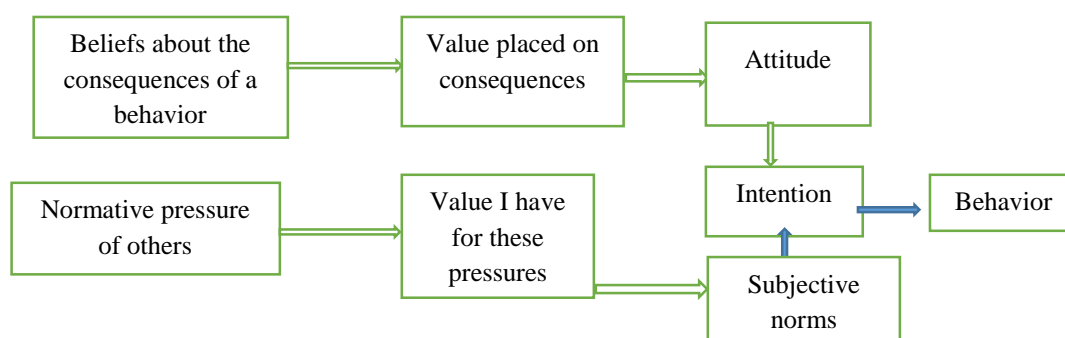 Beliefs about the
consequences of a
behavior
Value placed on
consequences
Attitude
Normative pressure
of others
Value I have
for these
pressures
Intention
Behavior
Subjective
norms